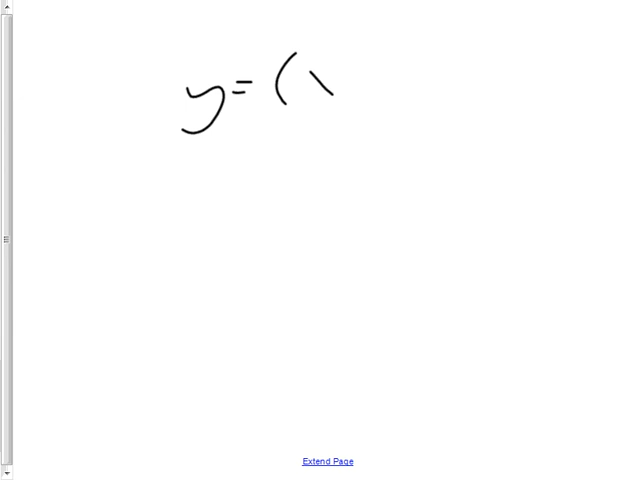 y = ( \
Extend Page